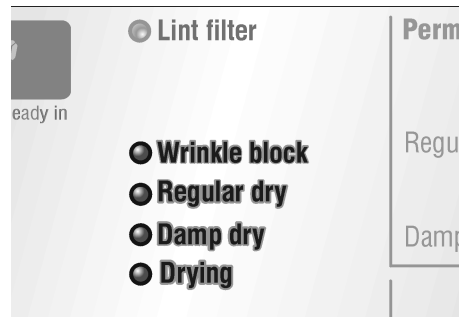 Lint filter
Perm
eady in
Wrinkle block
Regu
Regular dry
Damp dry
Damp
Drying